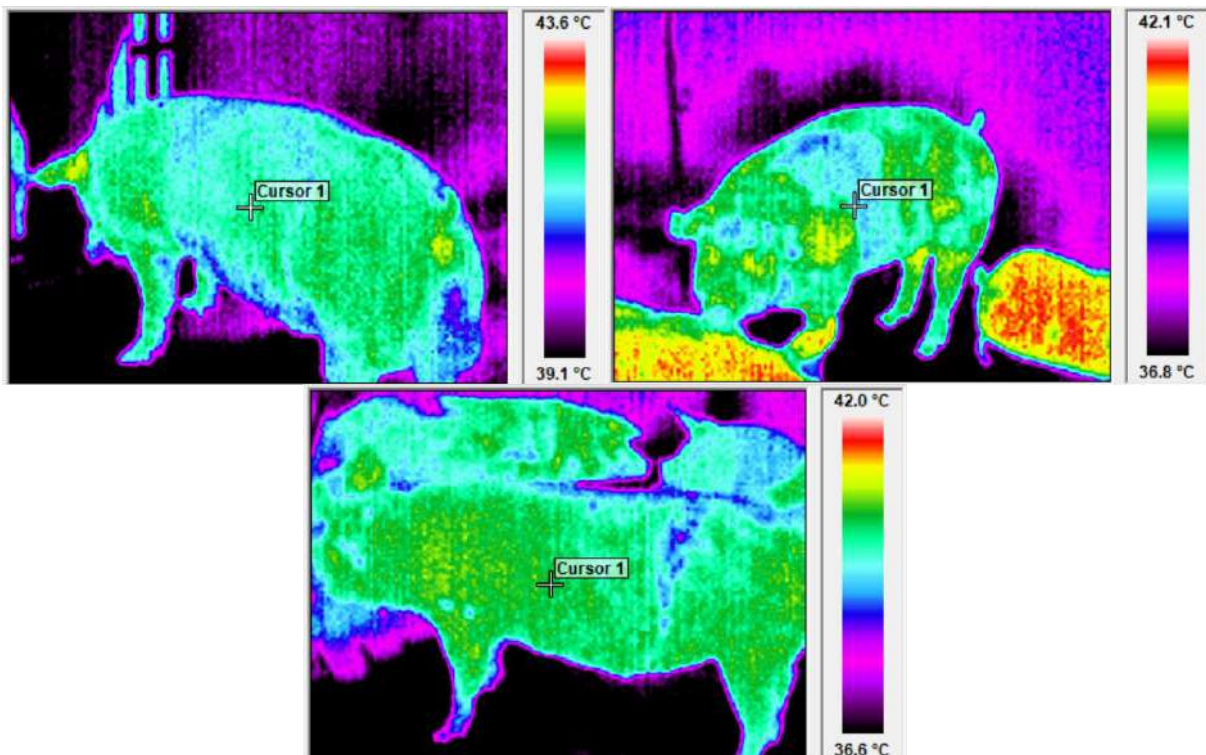 43.6 °C
Cursor 1
39.1 °C
42.1 °C
Cursor 1
36.8 °C
42.0 °C
Cursor 1
36.6 °C